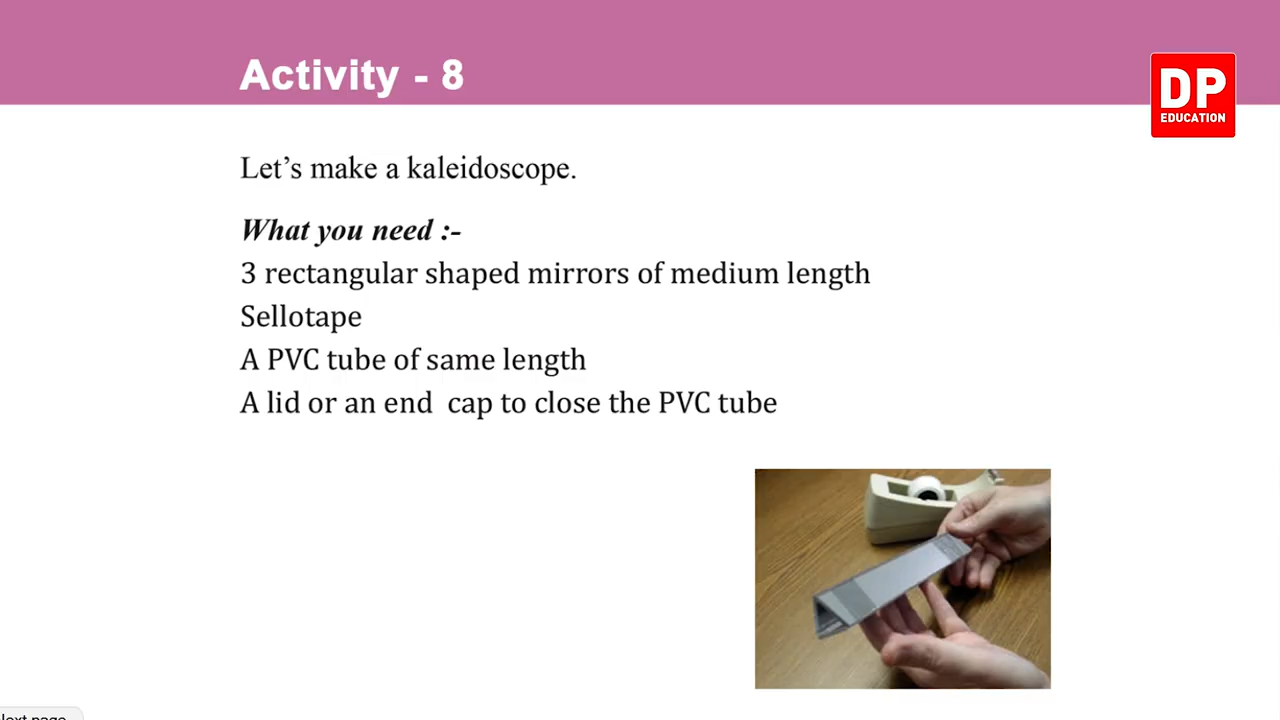 Activity - 8
DP
EDUCATION
Let's make a kaleidoscope.
What you need :-
3 rectangular shaped mirrors of medium length
Sellotape
A PVC tube of same length
A lid or an end cap to close the PVC tube
page